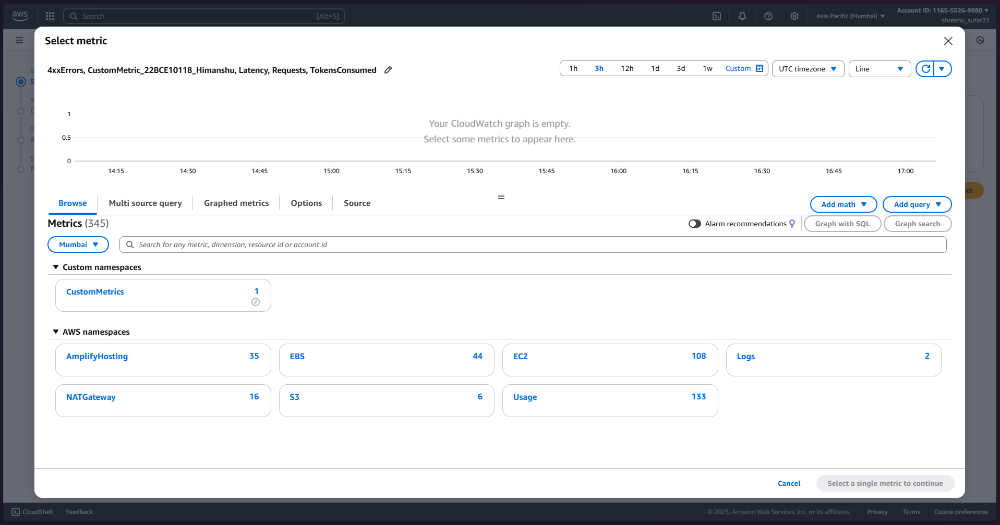 aws
Search
[Alt+S]
Asia Pacific (Mumbai)
Account ID: 1165-5526-9880
shreenu_sutar22
Select metric
4xxErrors, CustomMetric_22BCE10118_Himanshu, Latency, Requests, TokensConsumed
1h 3h 12h 1d 3d 1w Custom
UTC timezone
Line
1
0.5
0
Your CloudWatch graph is empty.
Select some metrics to appear here.
14:15 14:30 14:45 15:00 15:15 15:30 15:45 16:00 16:15 16:30 16:45 17:00
Browse
Multi source query
Graphed metrics
Options
Source
Add math
Add query
Metrics (345)
Alarm recommendations
Graph with SQL
Graph search
Mumbai
Search for any metric, dimension, resource id or account id
Custom namespaces
CustomMetrics 1
AWS namespaces
AmplifyHosting 35
EBS 44
EC2 108
Logs 2
NATGateway 16
S3 6
Usage 133
Cancel
Select a single metric to continue
CloudShell
Feedback
© 2025, Amazon Web Services, Inc. or its affiliates.
Privacy
Terms
Cookie preferences